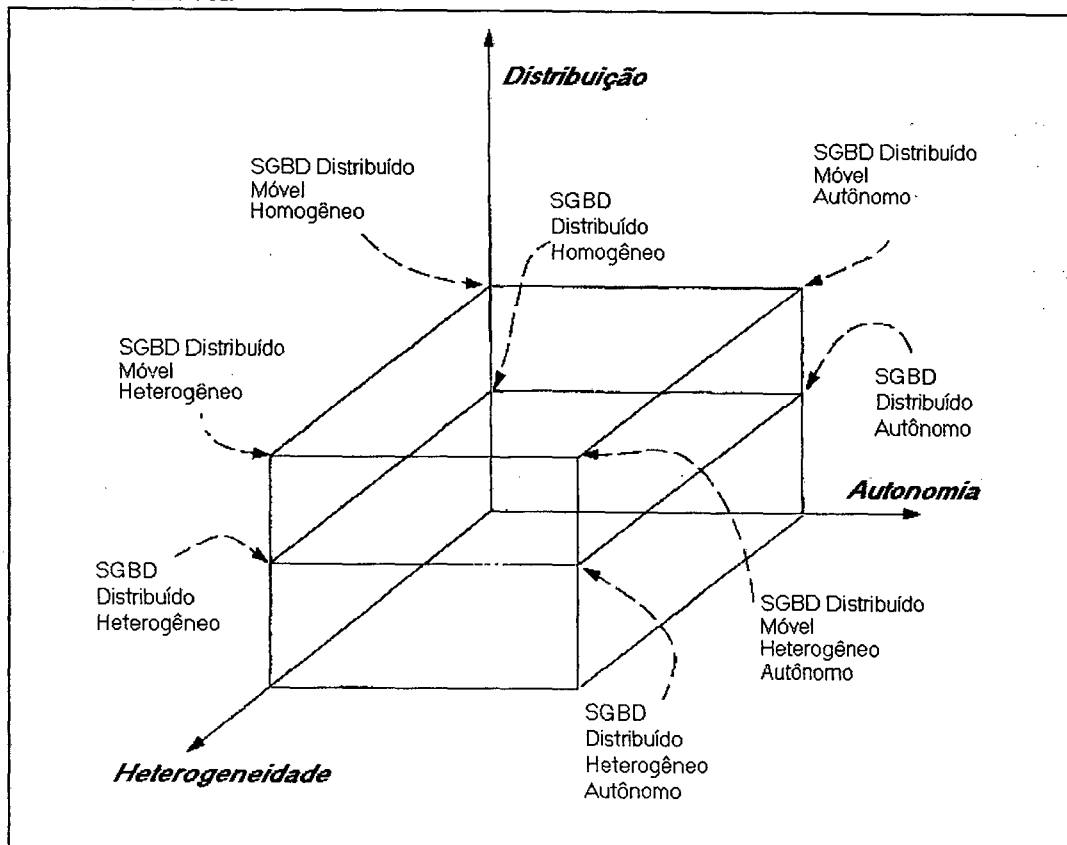 Distribuição
SGBD Distribuído
Móvel
Homogêneo
SGBD
Distribuído
Homogêneo
SGBD Distribuído
Móvel
Autônomo
SGBD Distribuído
Móvel
Heterogêneo
SGBD
Distribuído
Autônomo
Autonomia
SGBD
Distribuído
Heterogêneo
SGBD Distribuído
Móvel
Heterogêneo
Autônomo
SGBD
Distribuído
Heterogêneo
Autônomo
Heterogeneidade